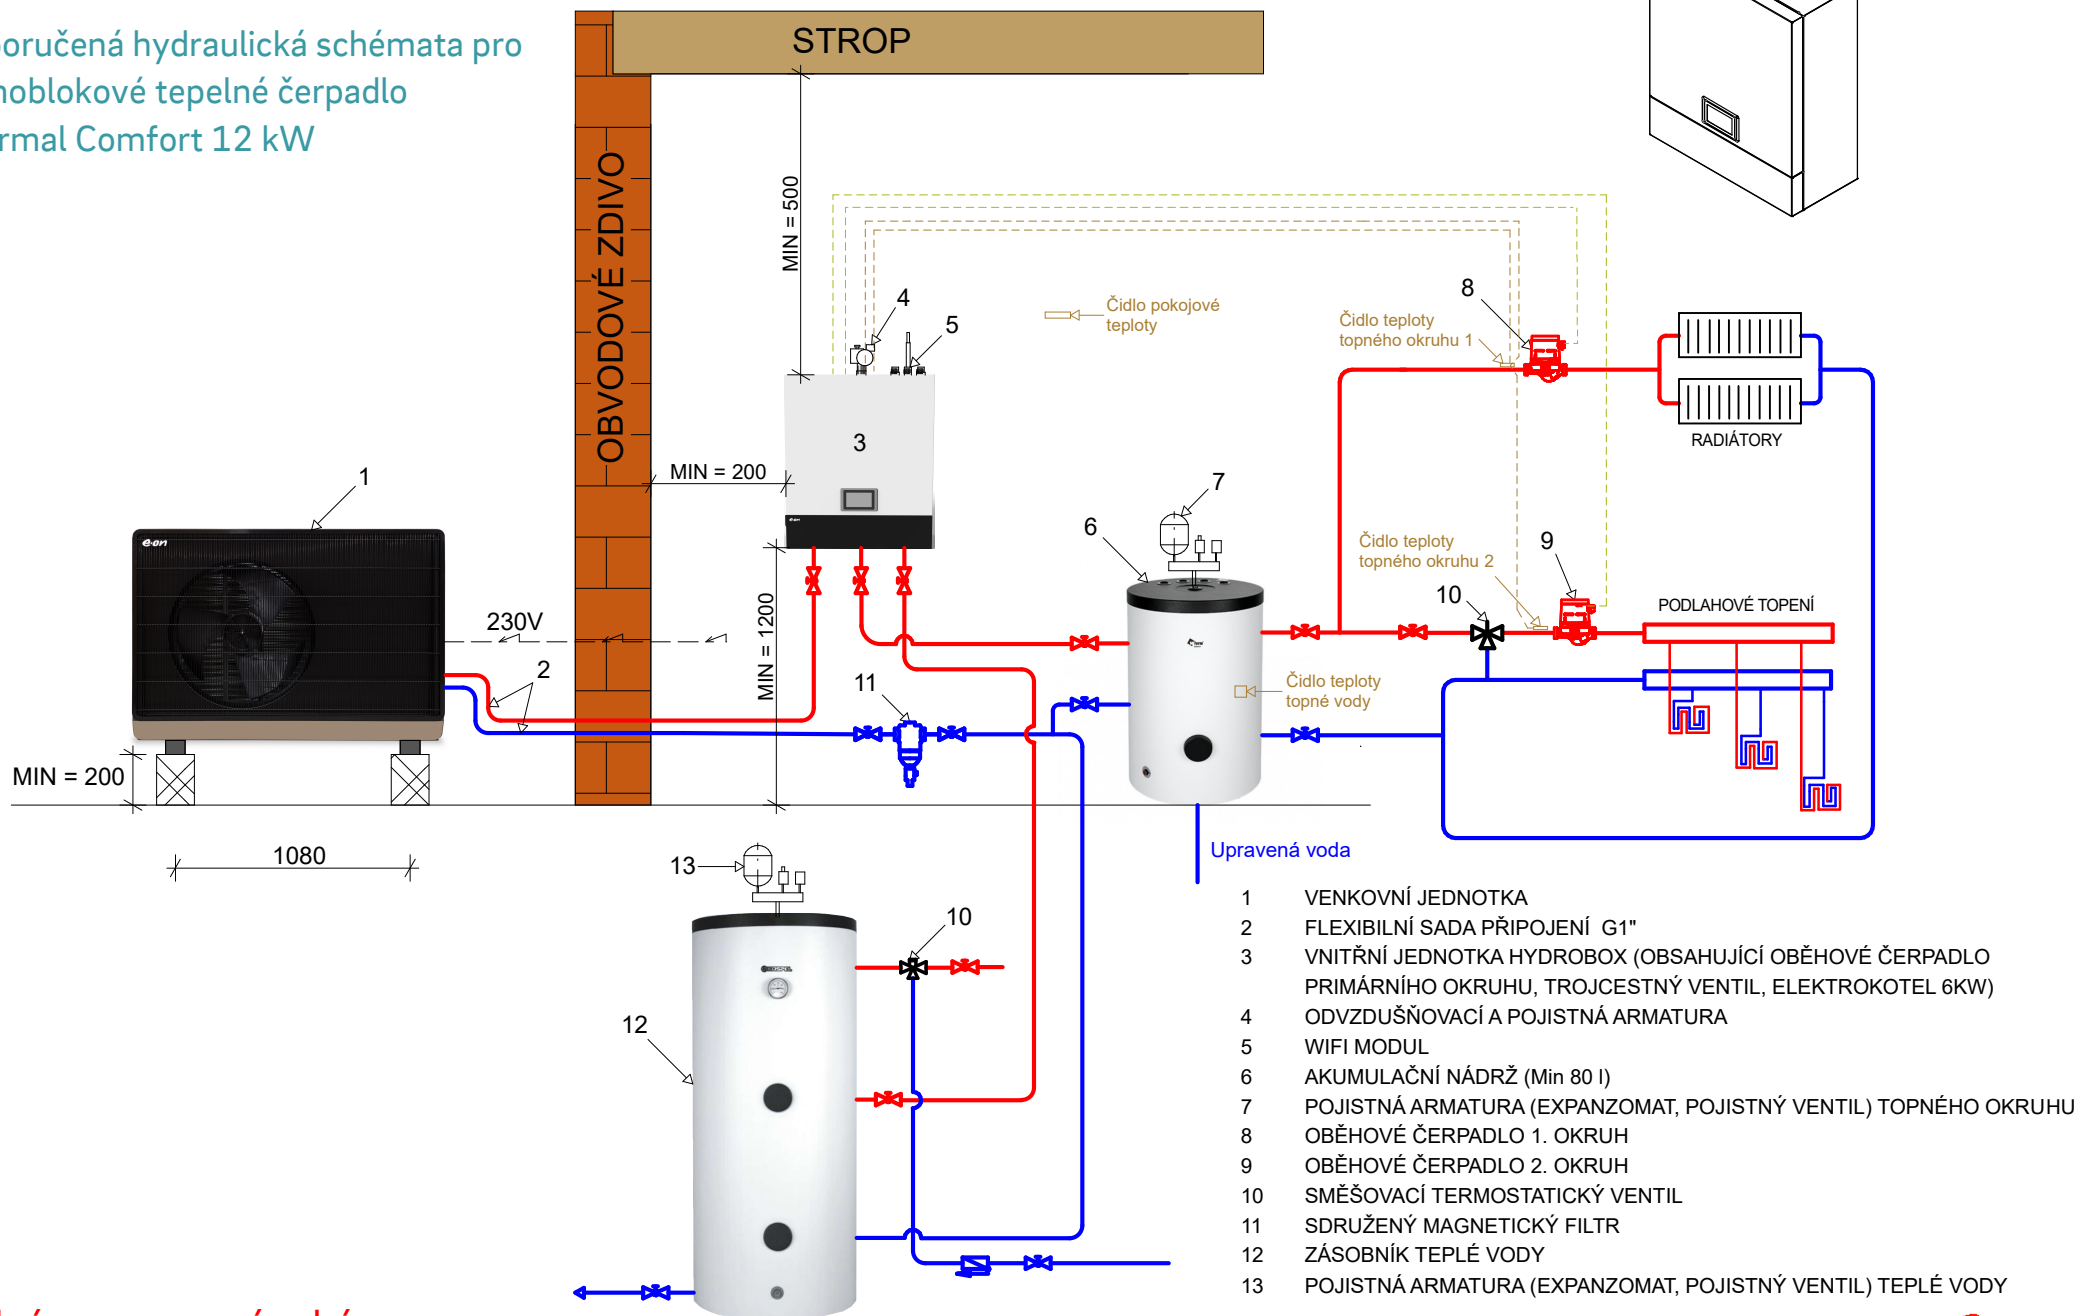 oručená hydraulická schémata pro
noblokové tepelné čerpadlo
rmal Comfort 12 kW
STROP
OBVODOVÉ ZDIVO
MIN = 500
4
5
Čidlo pokojové
teploty
8
Čidlo teploty
topného okruhu 1
RADIÁTORY
3
MIN = 200
1
e·on
e·on
7
6
Čidlo teploty
topného okruhu 2
9
10
PODLAHOVÉ TOPENÍ
230V
MIN = 1200
2
11
Čidlo teploty
topné vody
MIN = 200
1080
Upravená voda
13
10
12
1 VENKOVNÍ JEDNOTKA
2 FLEXIBILNÍ SADA PŘIPOJENÍ G1"
3 VNITŘNÍ JEDNOTKA HYDROBOX (OBSAHUJÍCÍ OBĚHOVÉ ČERPADLO
PRIMÁRNÍHO OKRUHU, TROJCESTNÝ VENTIL, ELEKTROKOTEL 6KW)
4 ODVZDUŠŇOVACÍ A POJISTNÁ ARMATURA
5 WIFI MODUL
6 AKUMULAČNÍ NÁDRŽ (Min 80 l)
7 POJISTNÁ ARMATURA (EXPANZOMAT, POJISTNÝ VENTIL) TOPNÉHO OKRUHU
8 OBĚHOVÉ ČERPADLO 1. OKRUH
9 OBĚHOVÉ ČERPADLO 2. OKRUH
10 SMĚŠOVACÍ TERMOSTATICKÝ VENTIL
11 SDRUŽENÝ MAGNETICKÝ FILTR
12 ZÁSOBNÍK TEPLÉ VODY
13 POJISTNÁ ARMATURA (EXPANZOMAT, POJISTNÝ VENTIL) TEPLÉ VODY